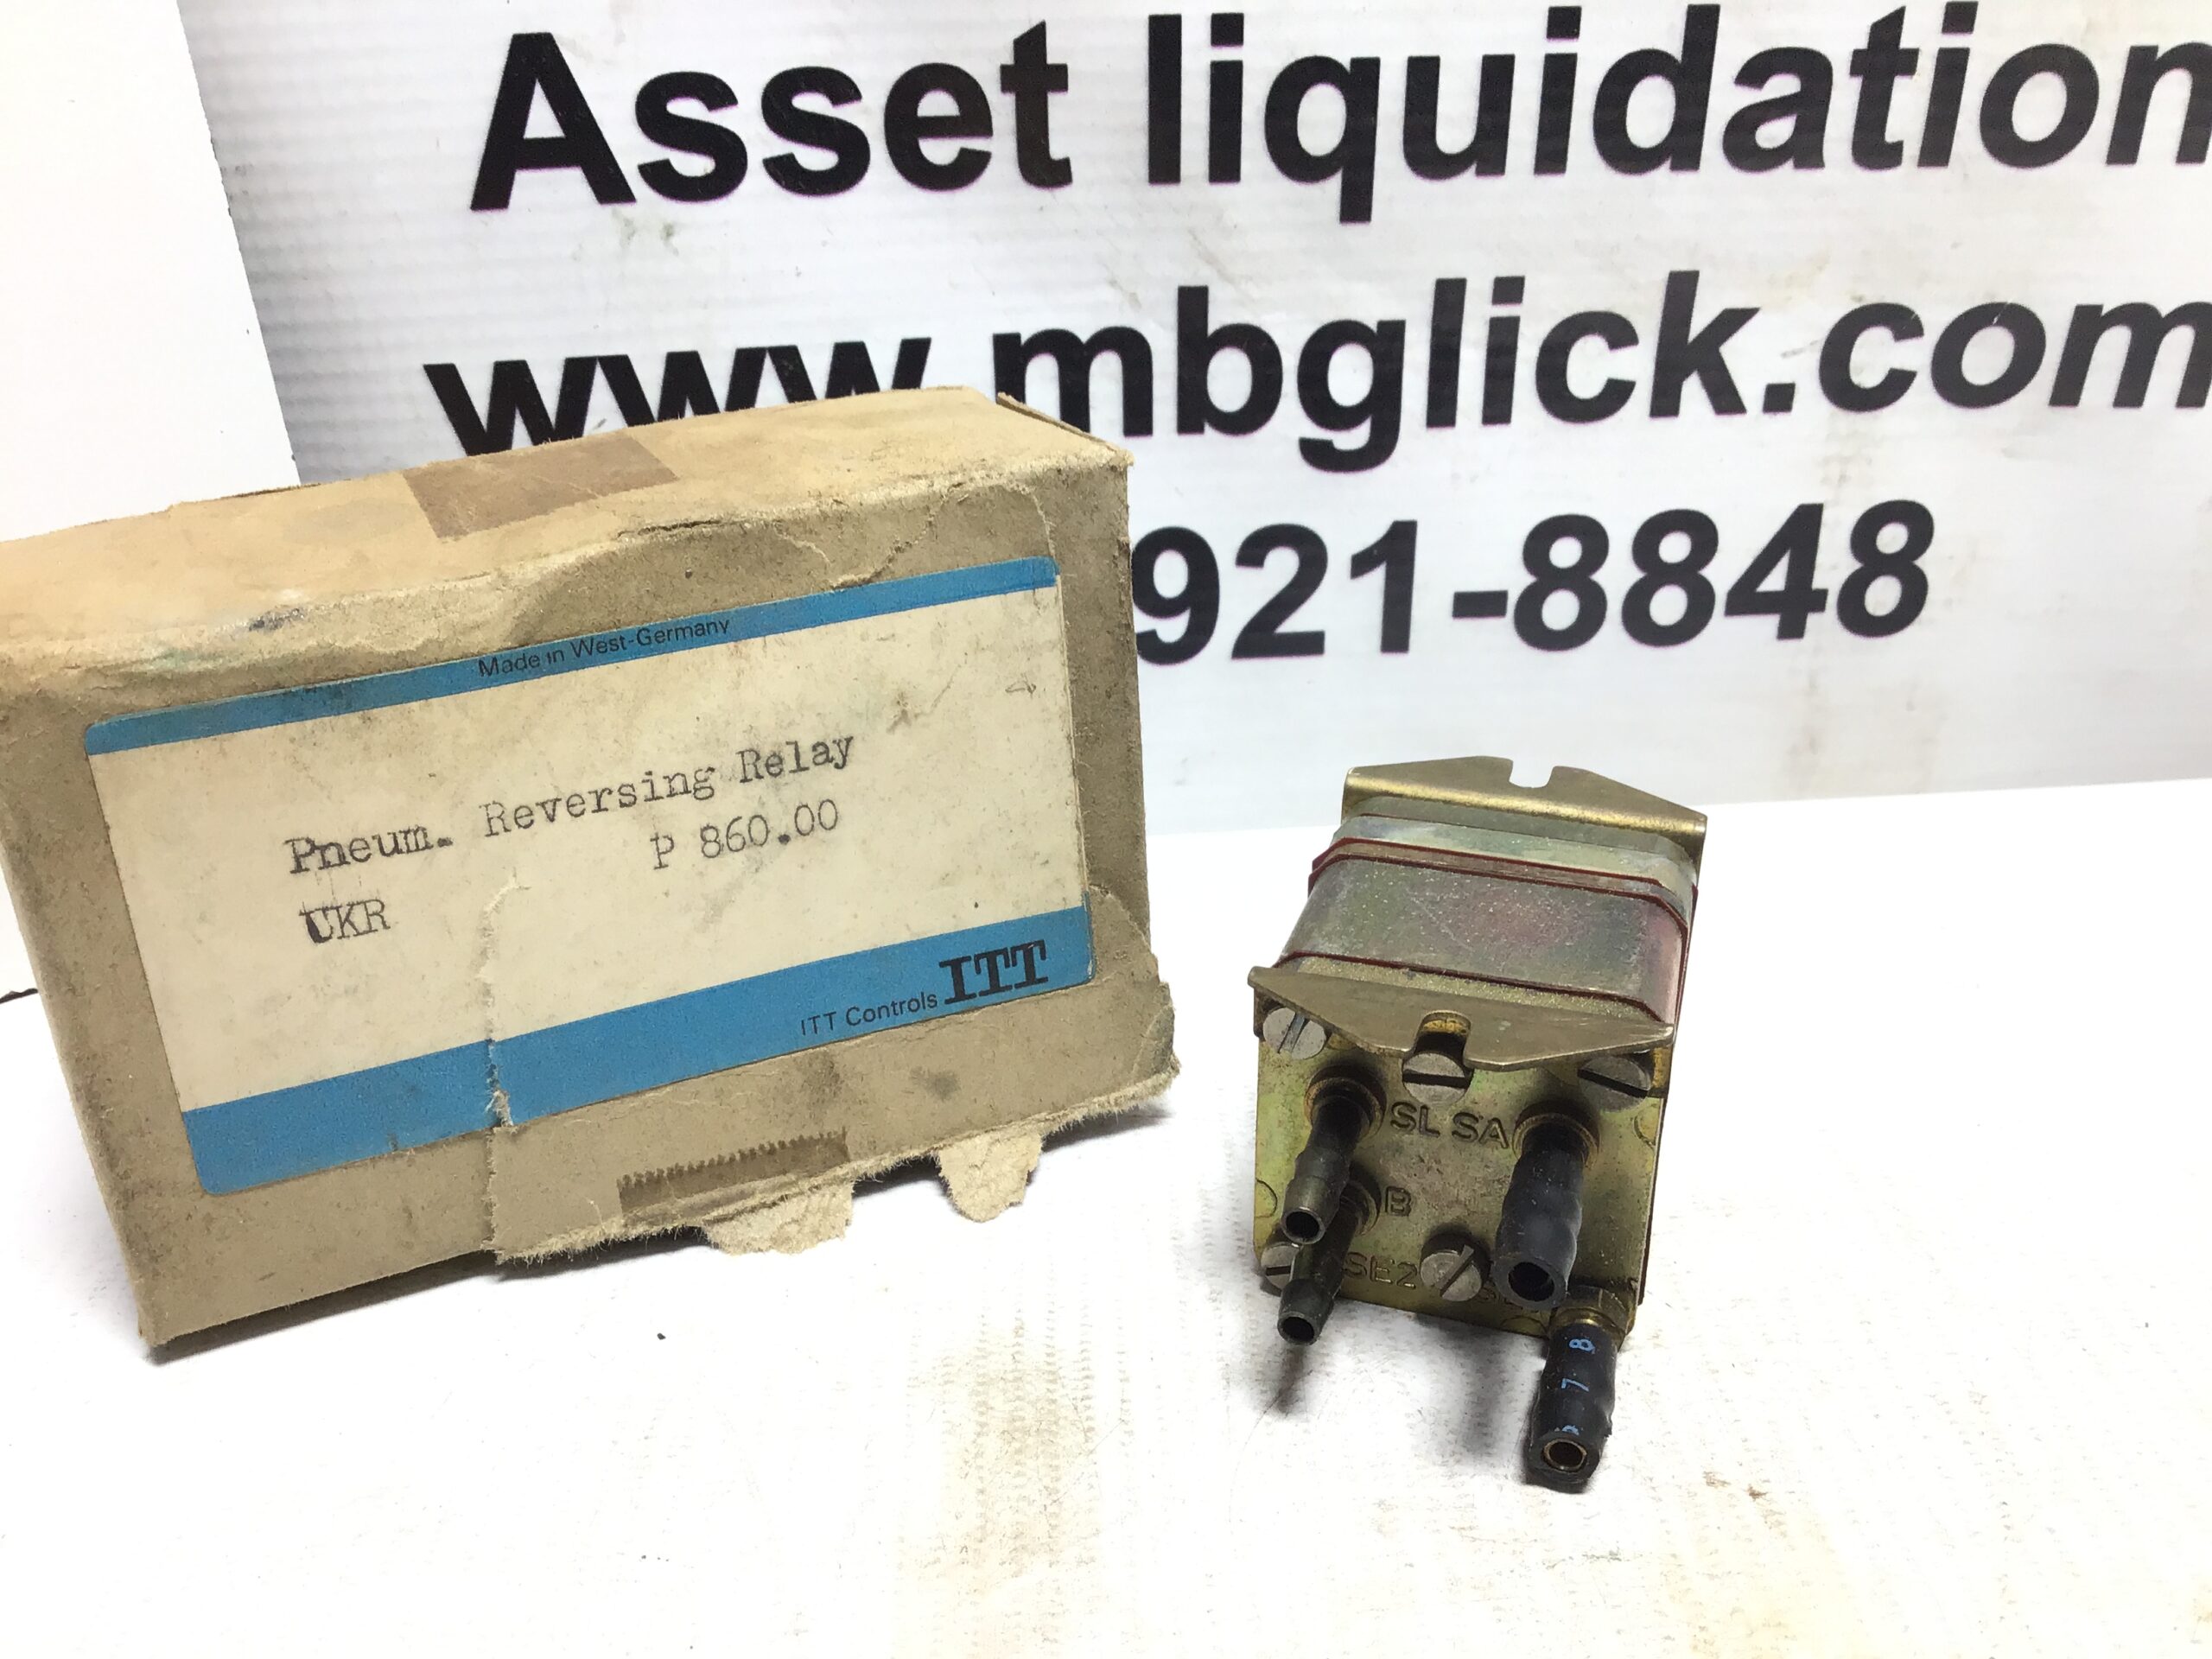 Asset liquidation
www.mbglick.com
921-8848
Made in West-Germany
Pneum. Reversing Relay
P 860.00
UKR
ITT Controls ITT
SL SA
B
SE2
7 8